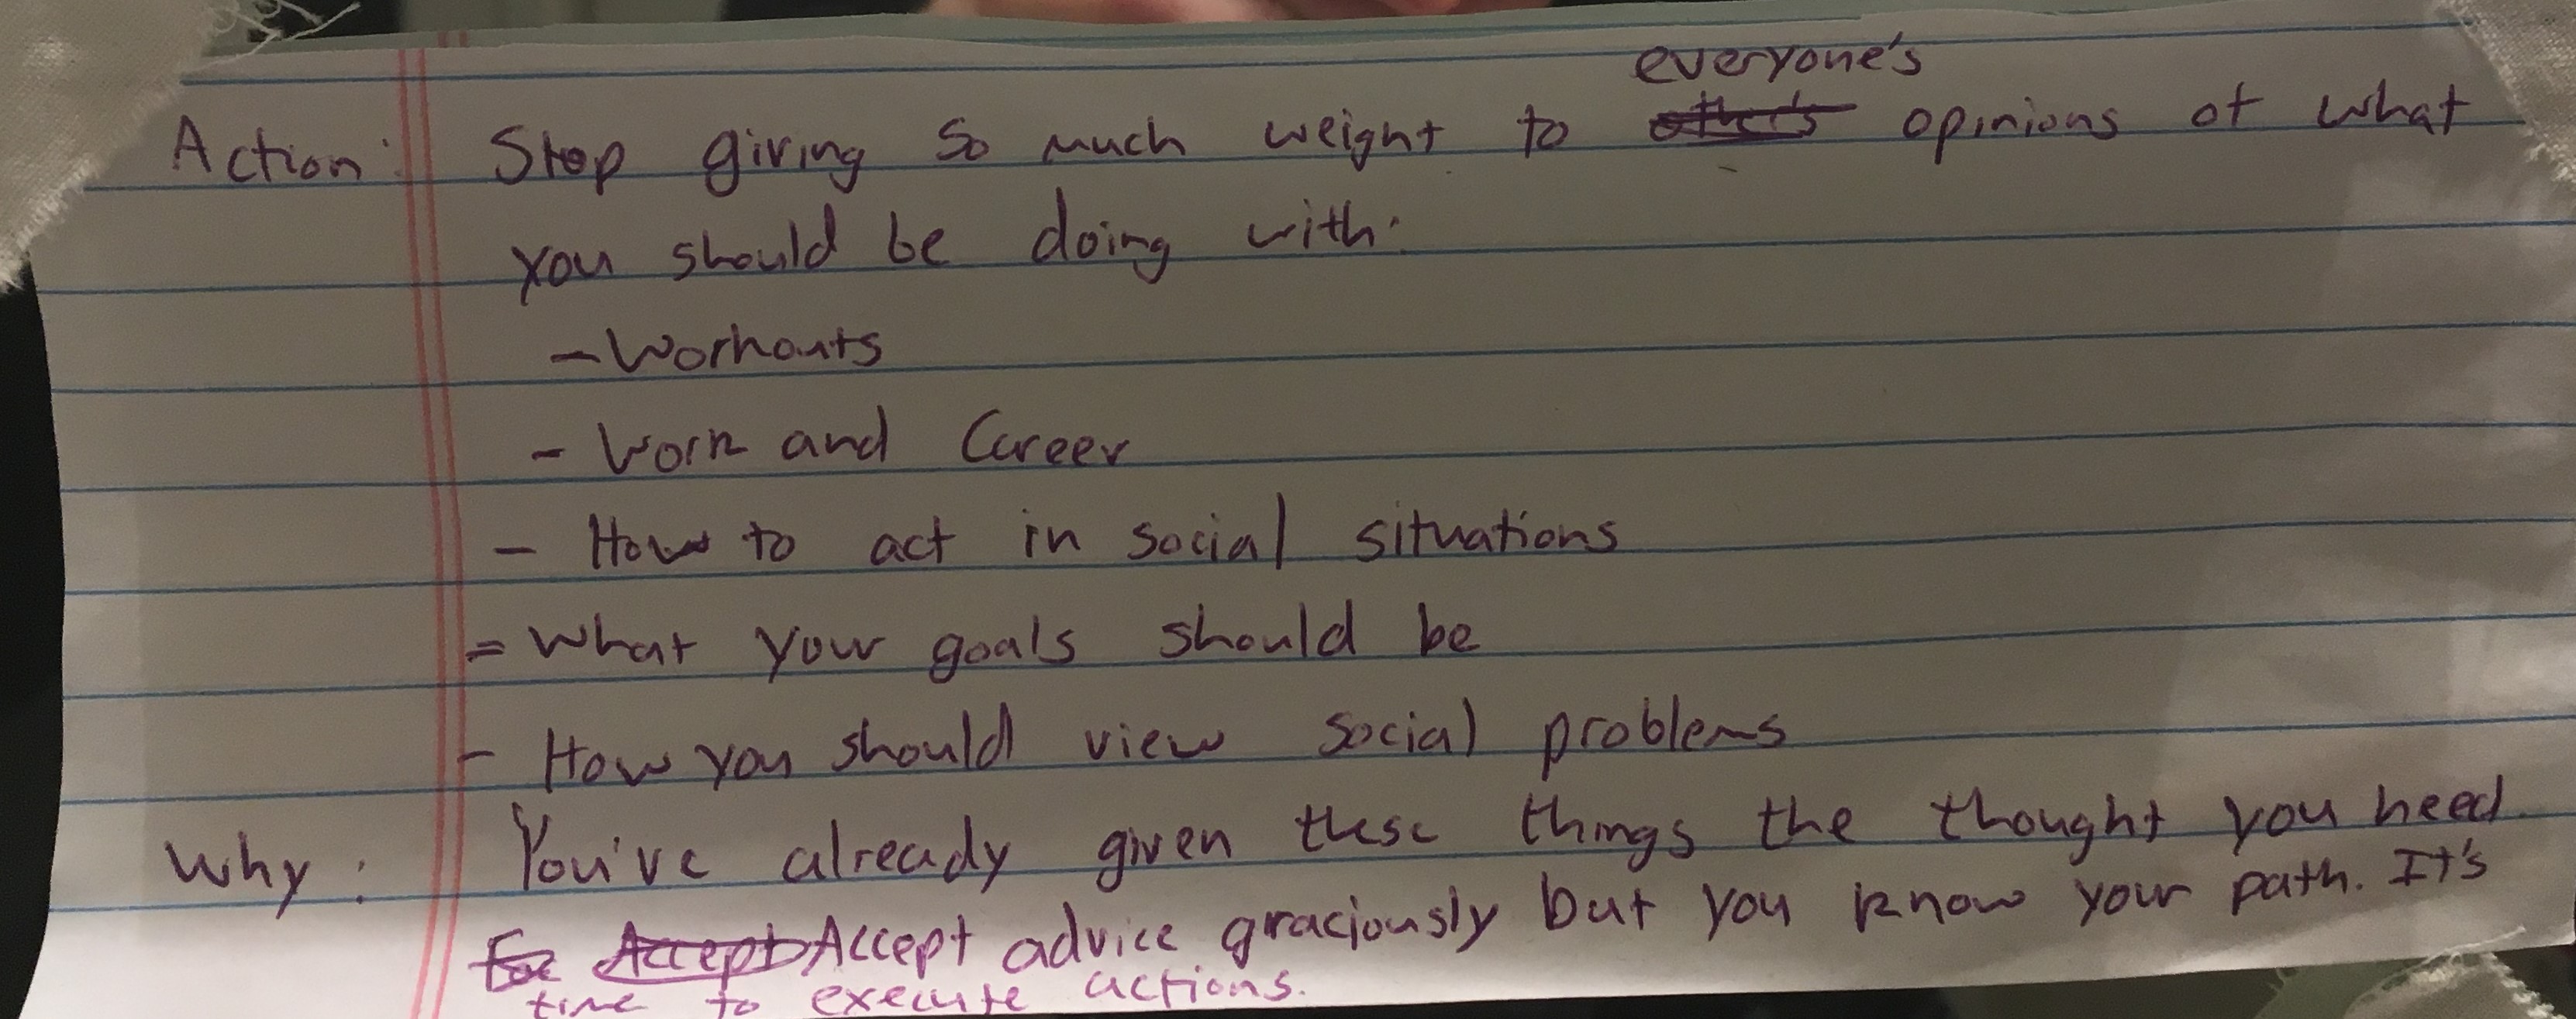 everyone's
Action: Stop giving so much weight to other's opinions of what
you should be doing with:
- Workouts
- Work and Career
- How to act in social situations
= What your goals should be
- How you should view social problems
Why: You've already given these things the thought you need.
Accept Accept advice graciously but you know your path. It's
time to execute actions.